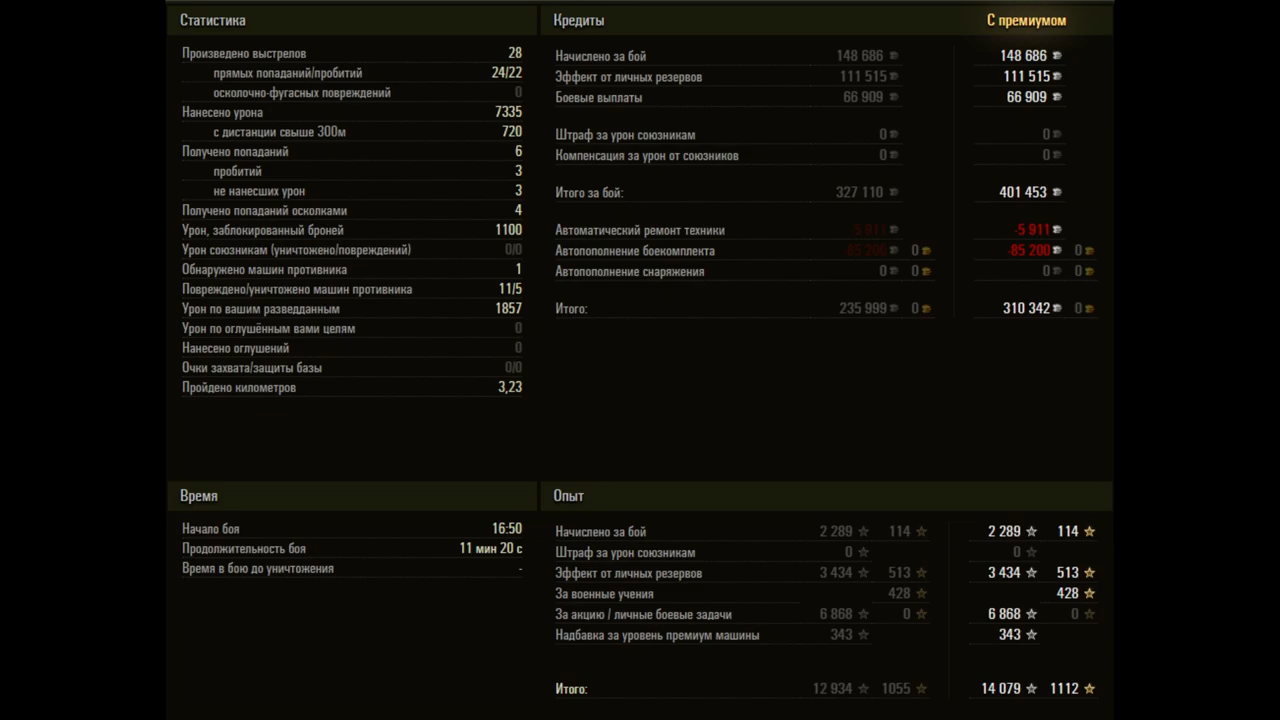 Статистика
Произведено выстрелов 28
прямых попаданий/пробитий 24/22
осколочно-фугасных повреждений 0
Нанесено урона 7335
с дистанции свыше 300м 720
Получено попаданий 6
пробитий 3
не нанесших урон 3
Получено попаданий осколками 4
Урон, заблокированный броней 1100
Урон союзникам (уничтожено/повреждений) 0/0
Обнаружено машин противника 1
Повреждено/уничтожено машин противника 11/5
Урон по вашим разведданным 1857
Урон по оглушённым вами целям 0
Нанесено оглушений 0
Очки захвата/защиты базы 0/0
Пройдено километров 3,23
Кредиты С премиумом
Начислено за бой 148 686 148 686
Эффект от личных резервов 111 515 111 515
Боевые выплаты 66 909 66 909
Штраф за урон союзникам 0 0
Компенсация за урон от союзников 0 0
Итого за бой: 327 110 401 453
Автоматический ремонт техники -5 911 -5 911
Автопополнение боекомплекта -85 200 0 -85 200 0
Автопополнение снаряжения 0 0 0 0
Итого: 235 999 0 310 342 0
Время
Начало боя 16:50
Продолжительность боя 11 мин 20 с
Время в бою до уничтожения -
Опыт
Начислено за бой 2 289 114 2 289 114
Штраф за урон союзникам 0 0
Эффект от личных резервов 3 434 513 3 434 513
За военные учения 428 428
За акцию / личные боевые задачи 6 868 0 6 868 0
Надбавка за уровень премиум машины 343 343
Итого: 12 934 1055 14 079 1112